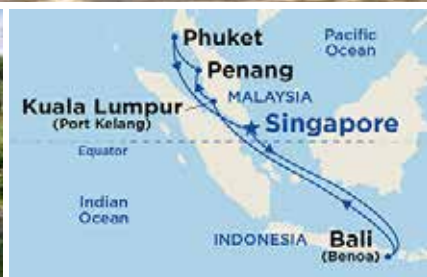 Phuket
Pacific
Ocean
Penang
Kuala Lumpur
(Port Kelang)
MALAYSIA
Singapore
Equator
Indian
Ocean
INDONESIA
Bali
(Benoa)